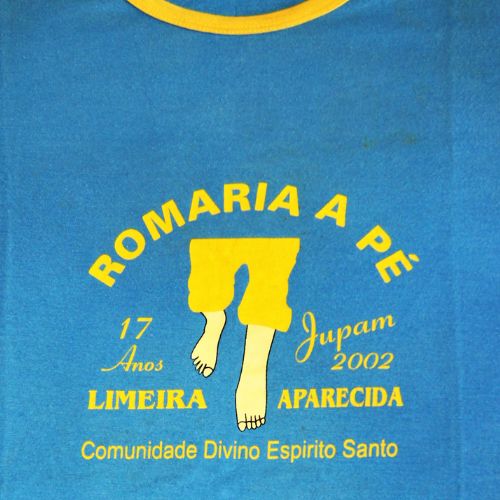 ROMARIA A PÉ
17
Anos
Jupam
2002
LIMEIRA APARECIDA
Comunidade Divino Espirito Santo